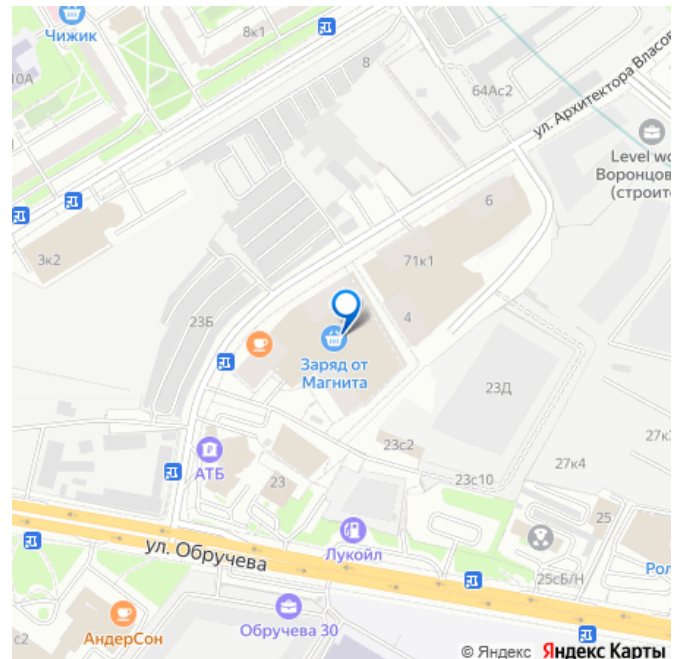 Чижик
8к1
10А
8
64Ас2
ул. Архитектора Власов
Level wo
Воронцов
(строит
6
3к2
71к1
4
23Б
Заряд от
Магнита
23Д
23с2
27к
27к4
АТБ
23
23с10
25
Лукойл
ул. Обручева
25сБ/Н
Рол
с2
АндерСон
Обручева 30
© Яндекс Яндекс Карты